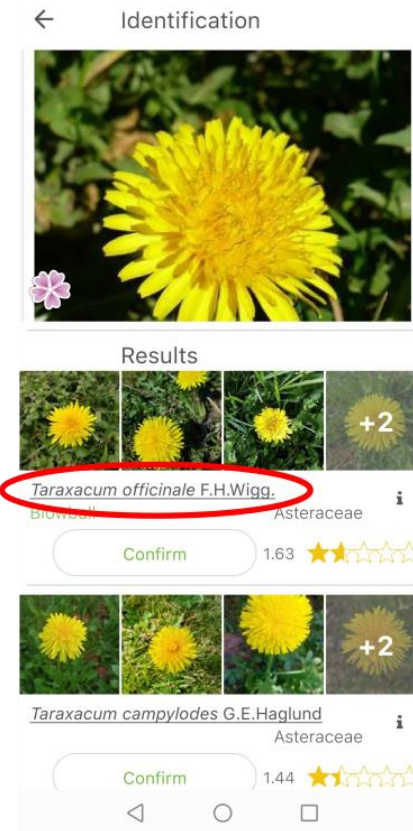 Identification
Results
+2
Taraxacum officinale F.H.Wigg.
i
Blowball
Asteraceae
Confirm
1.63
+2
Taraxacum campylodes G.E.Haglund
i
Asteraceae
Confirm
1.44